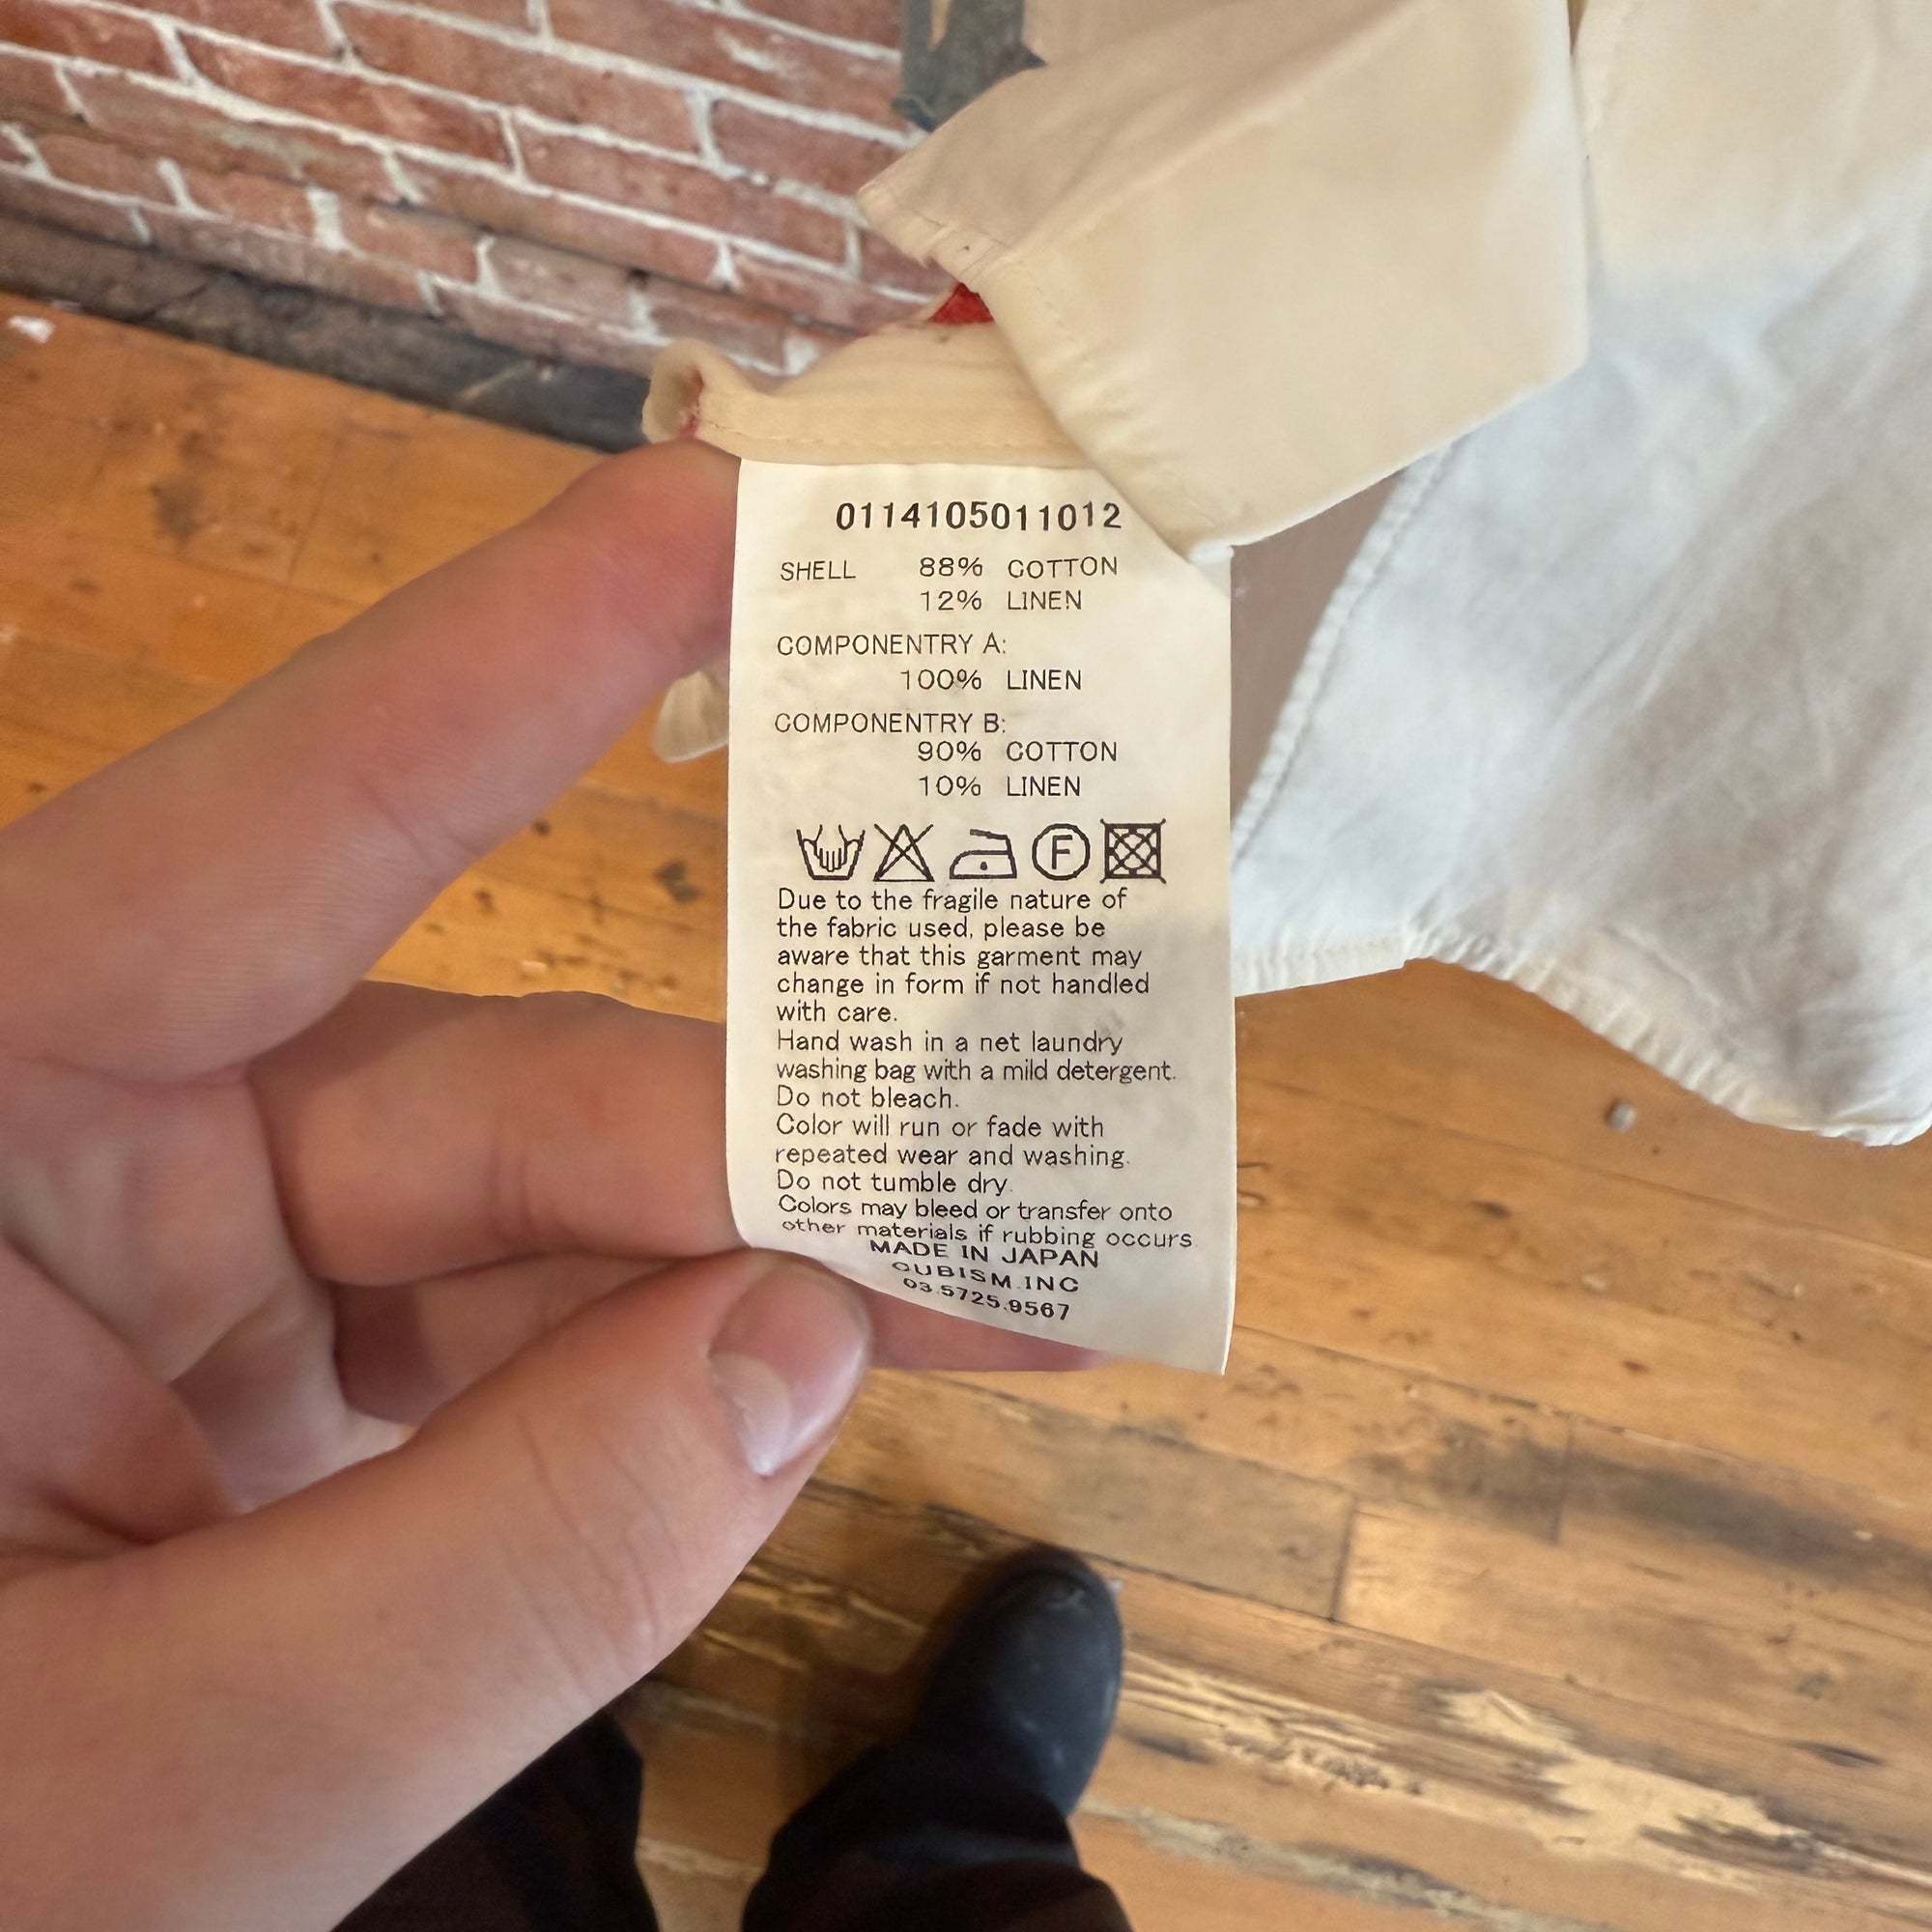 0114105011012
SHELL 88% COTTON
12% LINEN
COMPONENTRY A:
100% LINEN
COMPONENTRY B:
90% COTTON
10% LINEN
F
Due to the fragile nature of
the fabric used, please be
aware that this garment may
change in form if not handled
with care.
Hand wash in a net laundry
washing bag with a mild detergent.
Do not bleach.
Color will run or fade with
repeated wear and washing.
Do not tumble dry.
Colors may bleed or transfer onto
other materials if rubbing occurs.
MADE IN JAPAN
CUBISM.INC
03.5725.9567